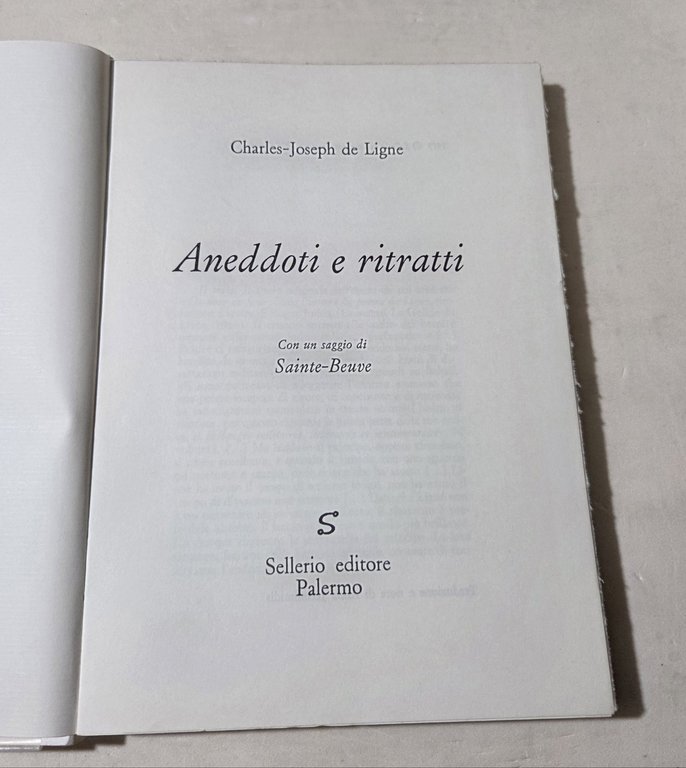 Charles-Joseph de Ligne
Aneddoti e ritratti
Con un saggio di
Sainte-Beuve
Sellerio editore
Palermo